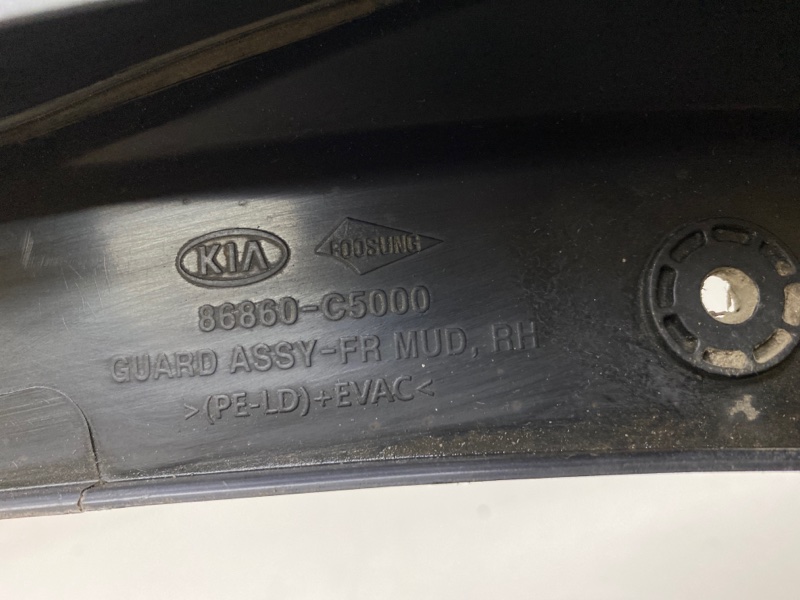 KIA FOOSUNG
86860-C5000
GUARD ASSY-FR MUD, RH
>(PE-LD)+EVAC<